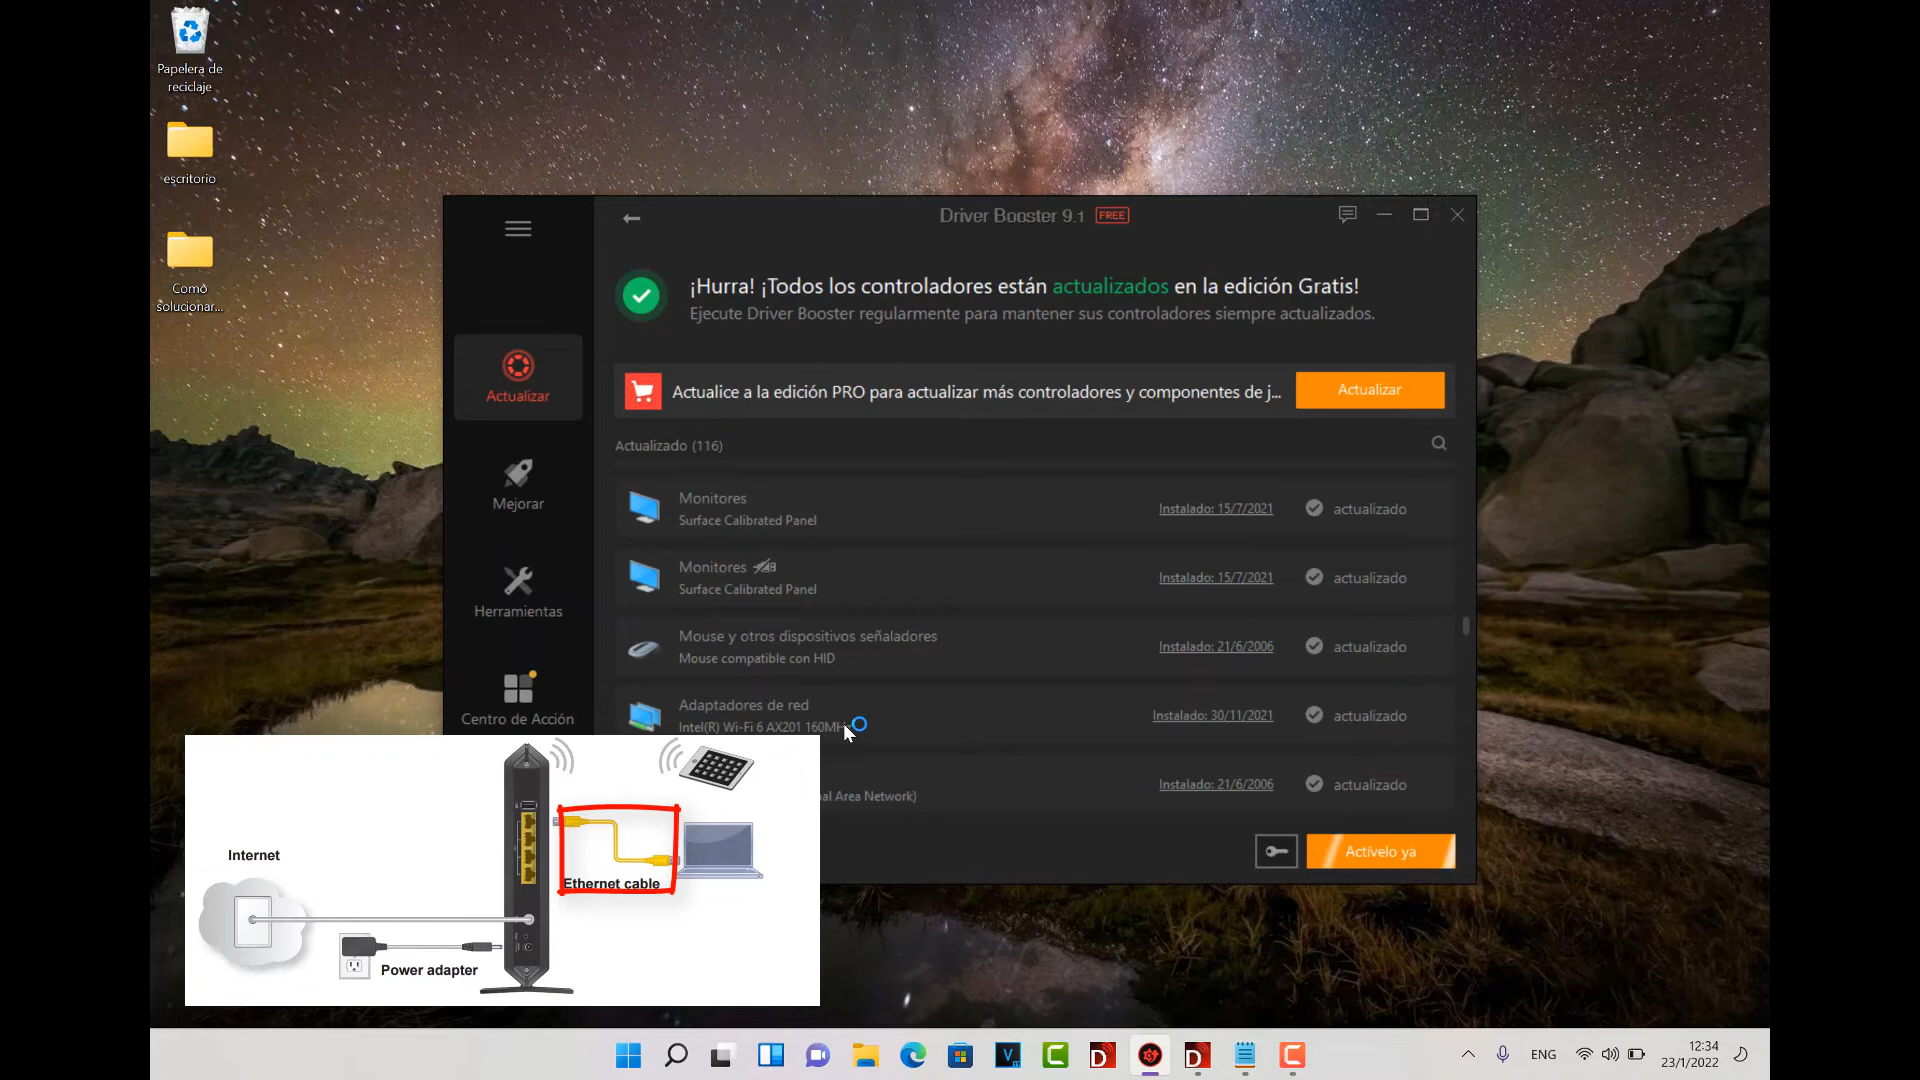 Papelera de
reciclaje
escritorio
Como
solucionar...
Driver Booster 9.1 FREE
¡Hurra! ¡Todos los controladores están actualizados en la edición Gratis!
Ejecute Driver Booster regularmente para mantener sus controladores siempre actualizados.
Actualice a la edición PRO para actualizar más controladores y componentes de j...
Actualizar
Actualizado (116)
Actualizar
Mejorar
Herramientas
Centro de Acción
Monitores
Surface Calibrated Panel
Instalado: 15/7/2021
actualizado
Monitores
Surface Calibrated Panel
Instalado: 15/7/2021
actualizado
Mouse y otros dispositivos señaladores
Mouse compatible con HID
Instalado: 21/6/2006
actualizado
Adaptadores de red
Intel(R) Wi-Fi 6 AX201 160MH
Instalado: 30/11/2021
actualizado
al Area Network)
Instalado: 21/6/2006
actualizado
Actívelo ya
Internet
Ethernet cable
Power adapter
ENG
12:34
23/1/2022